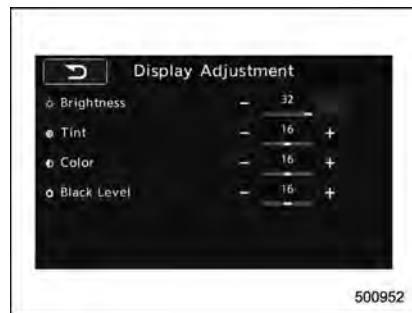 Display Adjustment
Brightness - 32
Tint - 16 +
Color - 16 +
Black Level - 16 +
500952